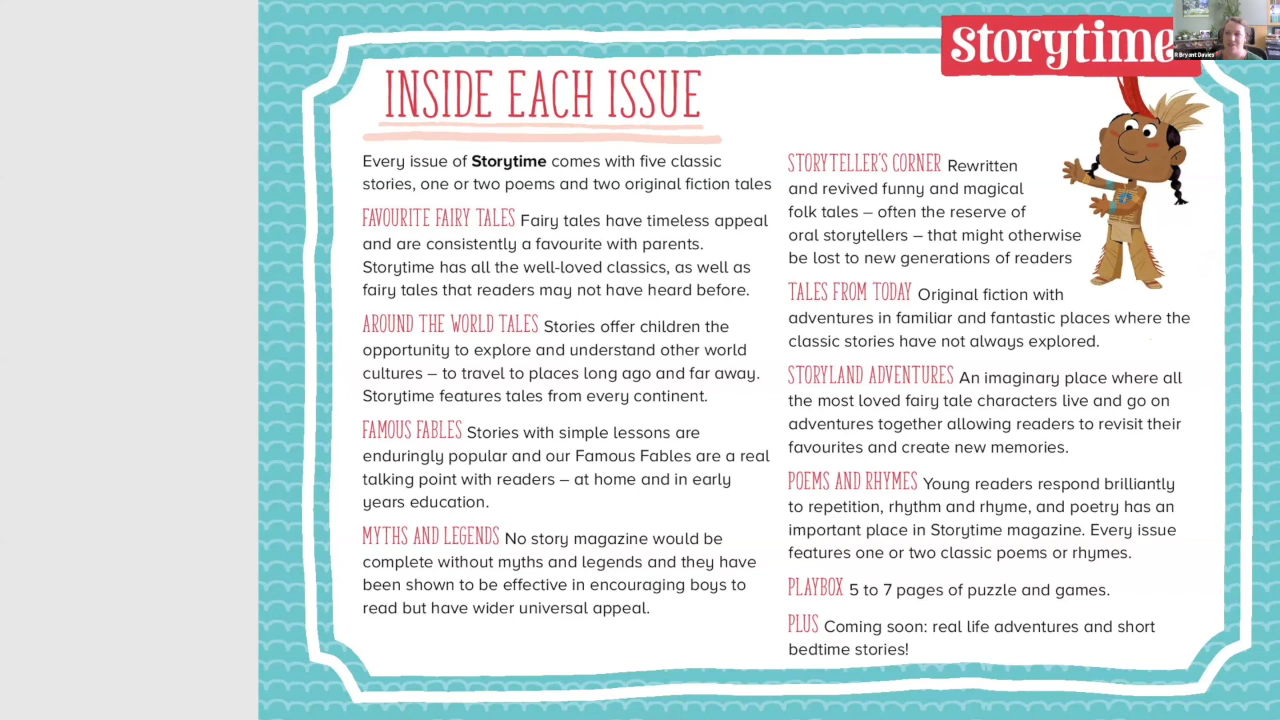 storytime
R Bryant Davies
INSIDE EACH ISSUE
Every issue of Storytime comes with five classic
stories, one or two poems and two original fiction tales
FAVOURITE FAIRY TALES Fairy tales have timeless appeal
and are consistently a favourite with parents.
Storytime has all the well-loved classics, as well as
fairy tales that readers may not have heard before.
AROUND THE WORLD TALES Stories offer children the
opportunity to explore and understand other world
cultures – to travel to places long ago and far away.
Storytime features tales from every continent.
FAMOUS FABLES Stories with simple lessons are
enduringly popular and our Famous Fables are a real
talking point with readers – at home and in early
years education.
MYTHS AND LEGENDS No story magazine would be
complete without myths and legends and they have
been shown to be effective in encouraging boys to
read but have wider universal appeal.
STORYTELLER'S CORNER Rewritten
and revived funny and magical
folk tales – often the reserve of
oral storytellers – that might otherwise
be lost to new generations of readers
TALES FROM TODAY Original fiction with
adventures in familiar and fantastic places where the
classic stories have not always explored.
STORYLAND ADVENTURES An imaginary place where all
the most loved fairy tale characters live and go on
adventures together allowing readers to revisit their
favourites and create new memories.
POEMS AND RHYMES Young readers respond brilliantly
to repetition, rhythm and rhyme, and poetry has an
important place in Storytime magazine. Every issue
features one or two classic poems or rhymes.
PLAYBOX 5 to 7 pages of puzzle and games.
PLUS Coming soon: real life adventures and short
bedtime stories!